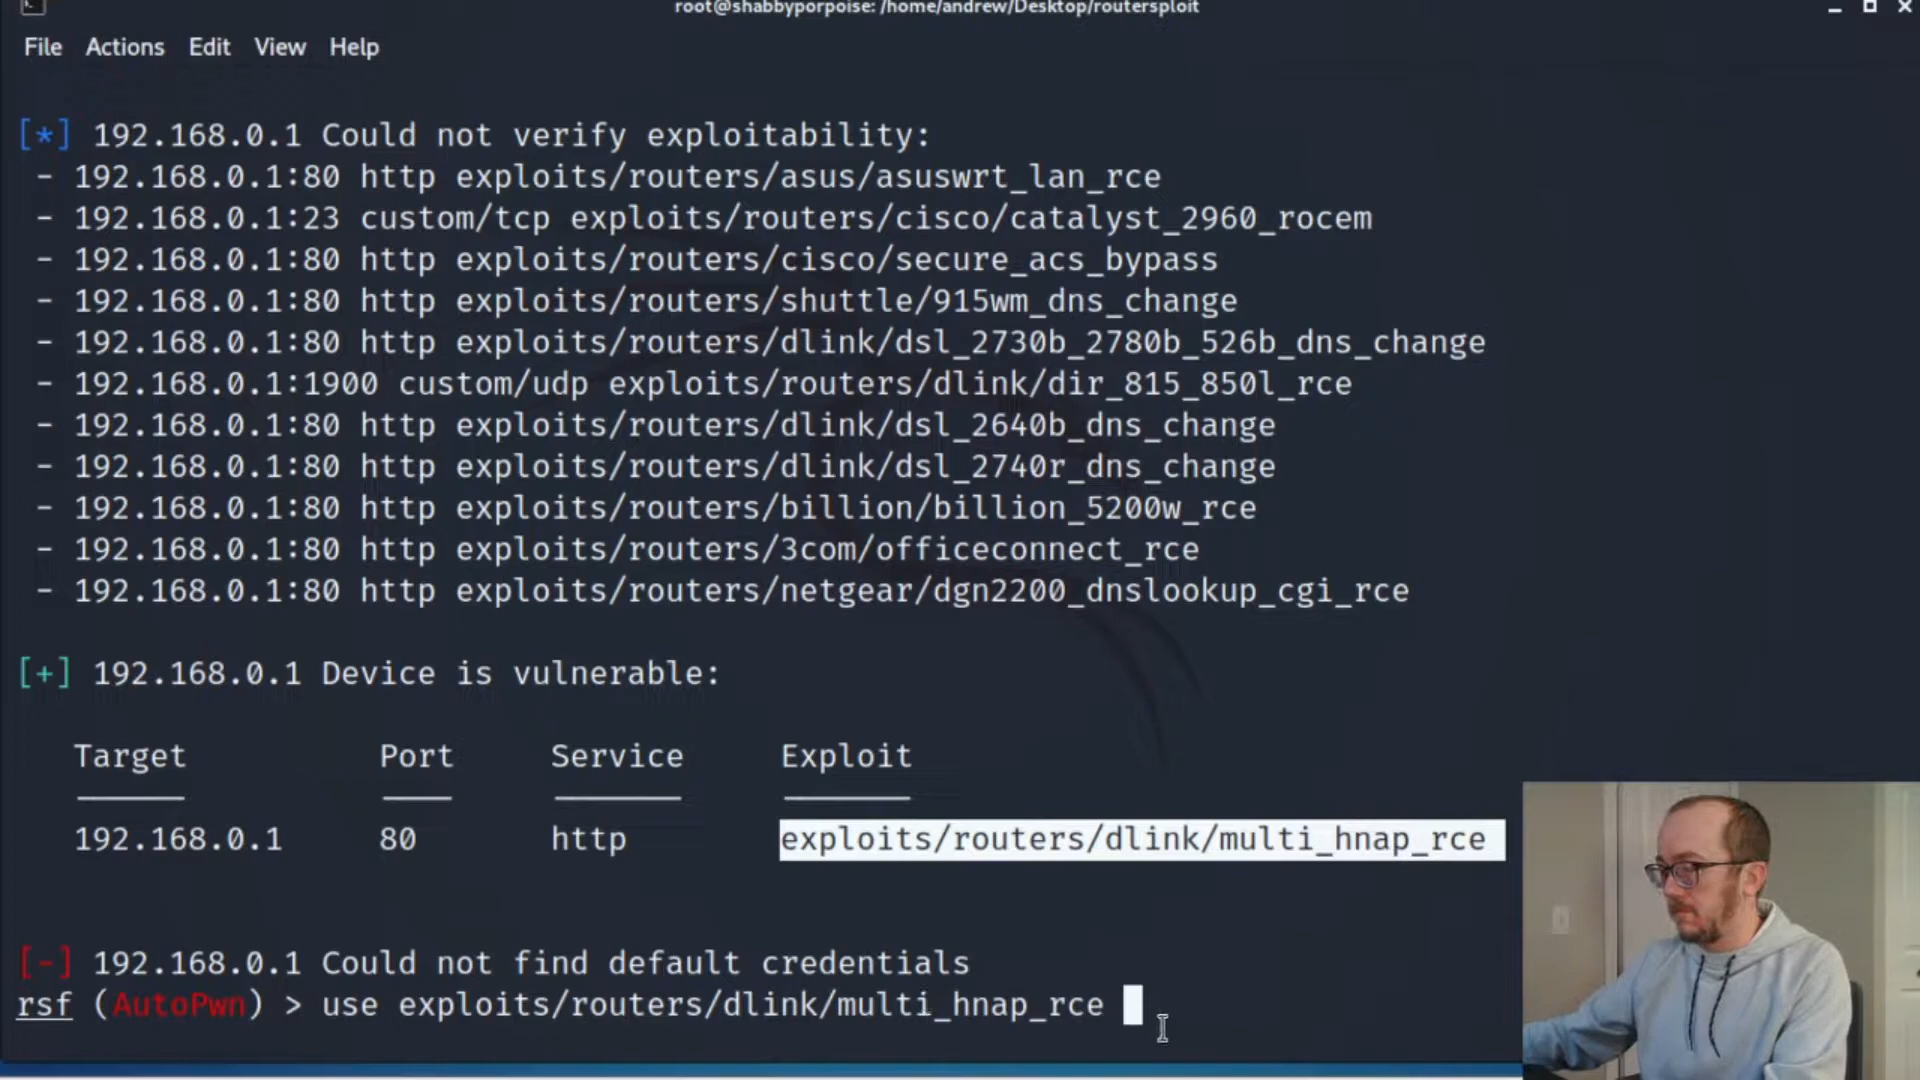 root@shabbyporpoise: /home/andrew/Desktop/routersploit
File Actions Edit View Help
[*] 192.168.0.1 Could not verify exploitability:
- 192.168.0.1:80 http exploits/routers/asus/asuswrt_lan_rce
- 192.168.0.1:23 custom/tcp exploits/routers/cisco/catalyst_2960_rocem
- 192.168.0.1:80 http exploits/routers/cisco/secure_acs_bypass
- 192.168.0.1:80 http exploits/routers/shuttle/915wm_dns_change
- 192.168.0.1:80 http exploits/routers/dlink/dsl_2730b_2780b_526b_dns_change
- 192.168.0.1:1900 custom/udp exploits/routers/dlink/dir_815_850l_rce
- 192.168.0.1:80 http exploits/routers/dlink/dsl_2640b_dns_change
- 192.168.0.1:80 http exploits/routers/dlink/dsl_2740r_dns_change
- 192.168.0.1:80 http exploits/routers/billion/billion_5200w_rce
- 192.168.0.1:80 http exploits/routers/3com/officeconnect_rce
- 192.168.0.1:80 http exploits/routers/netgear/dgn2200_dnslookup_cgi_rce
[+] 192.168.0.1 Device is vulnerable:
Target Port Service Exploit
192.168.0.1 80 http exploits/routers/dlink/multi_hnap_rce
[-] 192.168.0.1 Could not find default credentials
rsf (AutoPwn) > use exploits/routers/dlink/multi_hnap_rce